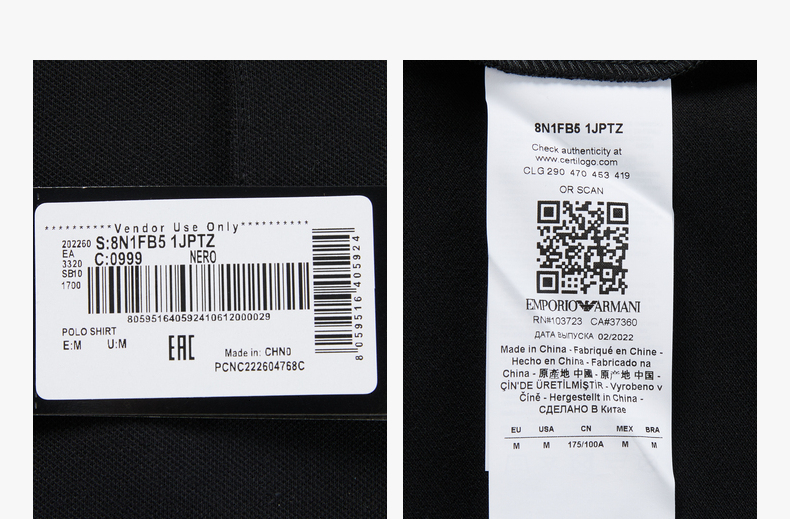 **********Vendor Use Only**********
202260 S:8N1FB5 1JPTZ
EA
3320 C:0999 NERO
SB10
1700
805951640592410612000029
POLO SHIRT
E:M U:M
EAC
Made in: CHN0
PCNC222604768C
8 059516 405924
8N1FB5 1JPTZ
Check authenticity at
www.certilogo.com
CLG 290 470 453 419
OR SCAN
EMPORIO ARMANI
RN#103723 CA#37360
ДАТА ВЫПУСКА 02/2022
Made in China - Fabriqué en Chine -
Hecho en China - Fabricado na
China - 原產地 中國 - 原产地 中国 -
ÇİN'DE ÜRETİLMİŞTİR - Vyrobeno v
Číně - Hergestellt in China -
СДЕЛАНО В Китае
EU USA CN MEX BRA
M M 175/100A M M